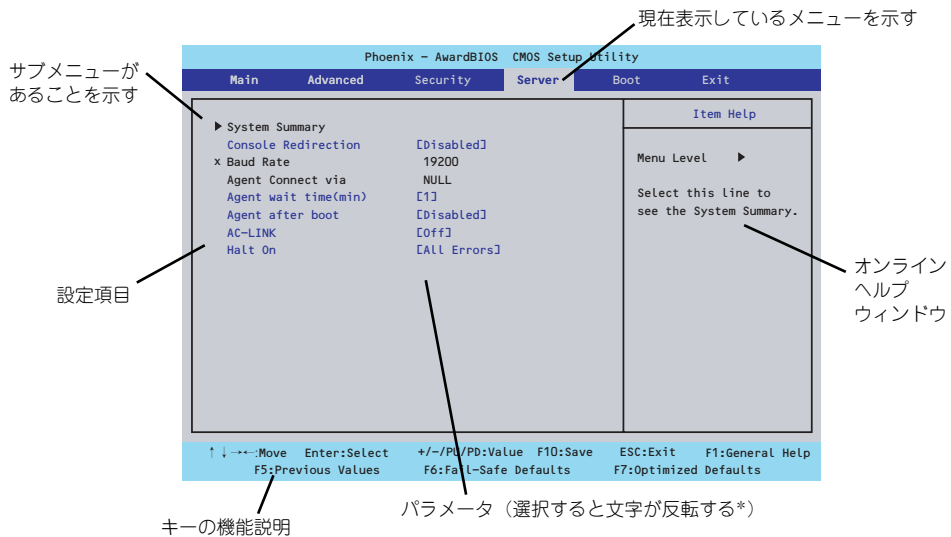 現在表示しているメニューを示す
サブメニューが
あることを示す
Phoenix − AwardBIOS CMOS Setup Utility
Main Advanced Security Server Boot Exit
▶ System Summary
Console Redirection [Disabled]
x Baud Rate 19200
Agent Connect via NULL
Agent wait time(min) [1]
Agent after boot [Disabled]
AC−LINK [Off]
Halt On [All Errors]
Item Help
Menu Level ▶
Select this line to
see the System Summary.
設定項目
オンライン
ヘルプ
ウィンドウ
↑↓→←:Move Enter:Select +/-/PU/PD:Value F10:Save ESC:Exit F1:General Help
F5:Previous Values F6:Fail-Safe Defaults F7:Optimized Defaults
パラメータ（選択すると文字が反転する*）
キーの機能説明